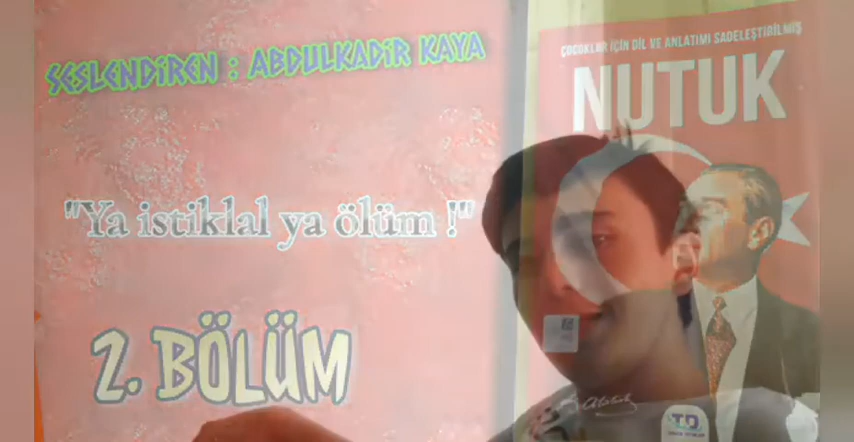 SESLENDİREN : ABDULKADİR KAYA
ÇOCUKLAR İÇİN DİL VE ANLATIMI SADELEŞTİRİLMİŞ
NUTUK
"Ya istiklal ya ölüm !"
2. BÖLÜM
TD